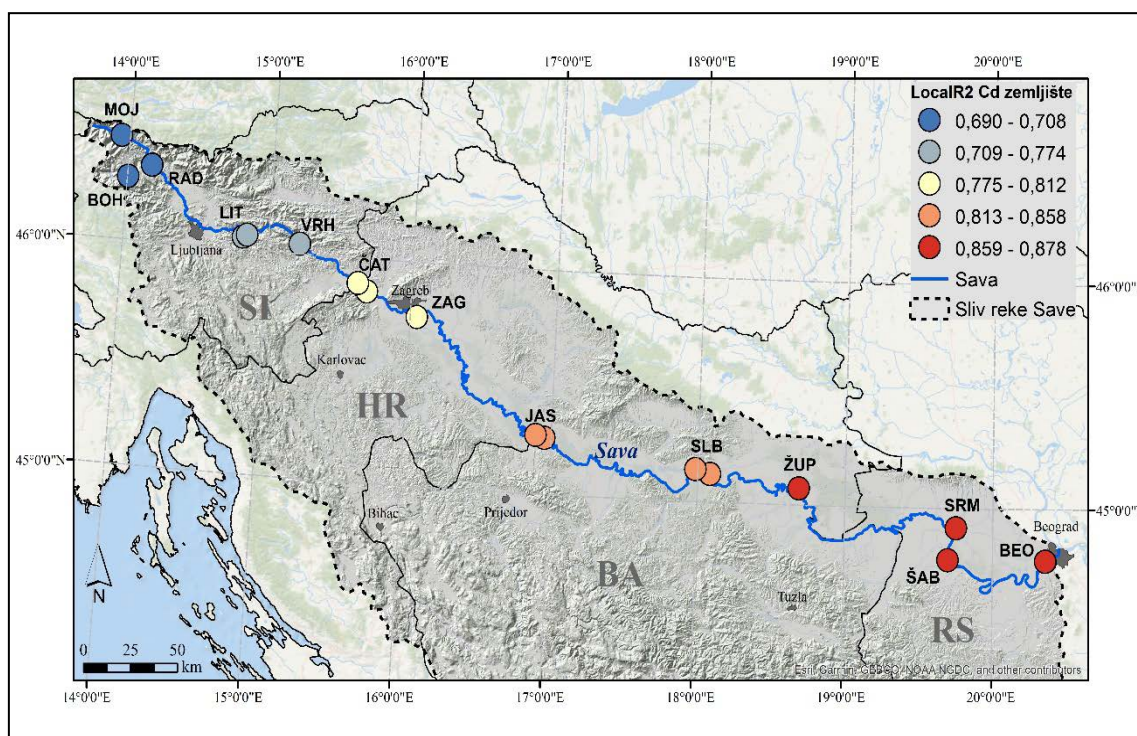 14°0'0"E 15°0'0"E 16°0'0"E 17°0'0"E 18°0'0"E 19°0'0"E 20°0'0"E
LocalR2 Cd zemljište
0,690 - 0,708
0,709 - 0,774
0,775 - 0,812
0,813 - 0,858
0,859 - 0,878
Sava
Sliv reke Save
MOJ
RAD
BOH
LIT
VRH
46°0'0"N
Ljubljana
46°0'0"N
CAT
Zagreb
ZAG
SI
Karlovac
HR
JAS
45°0'0"N
Sava
SLB
ŽUP
Bihac
Prijedor
SRM
45°0'0"N
Beograd
BEO
ŠAB
BA
Tuzla
RS
N
0 25 50
km
Esri, Garmin, GEBCO, NOAA NGDC, and other contributors
14°0'0"E 15°0'0"E 16°0'0"E 17°0'0"E 18°0'0"E 19°0'0"E 20°0'0"E